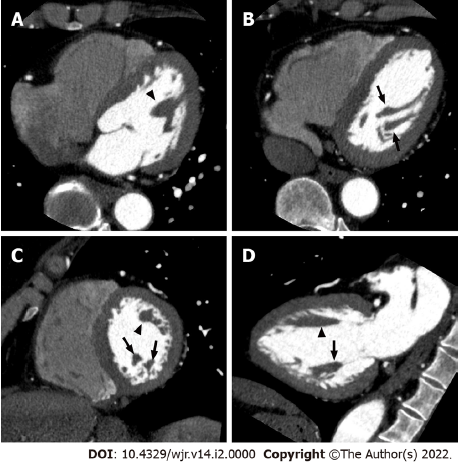 A
B
C
D
DOI: 10.4329/wjr.v14.i2.0000 Copyright ©The Author(s) 2022.